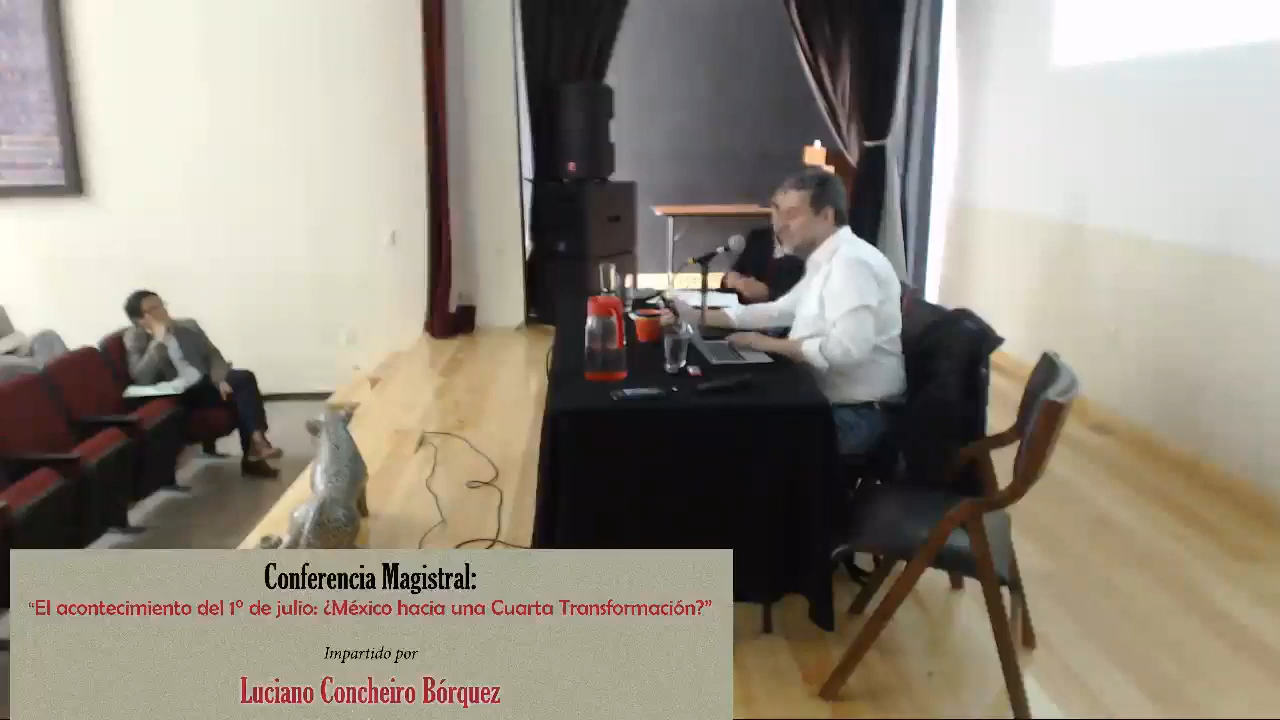 Conferencia Magistral:
“El acontecimiento del 1º de julio: ¿México hacia una Cuarta Transformación?”
Impartido por
Luciano Concheiro Bórquez